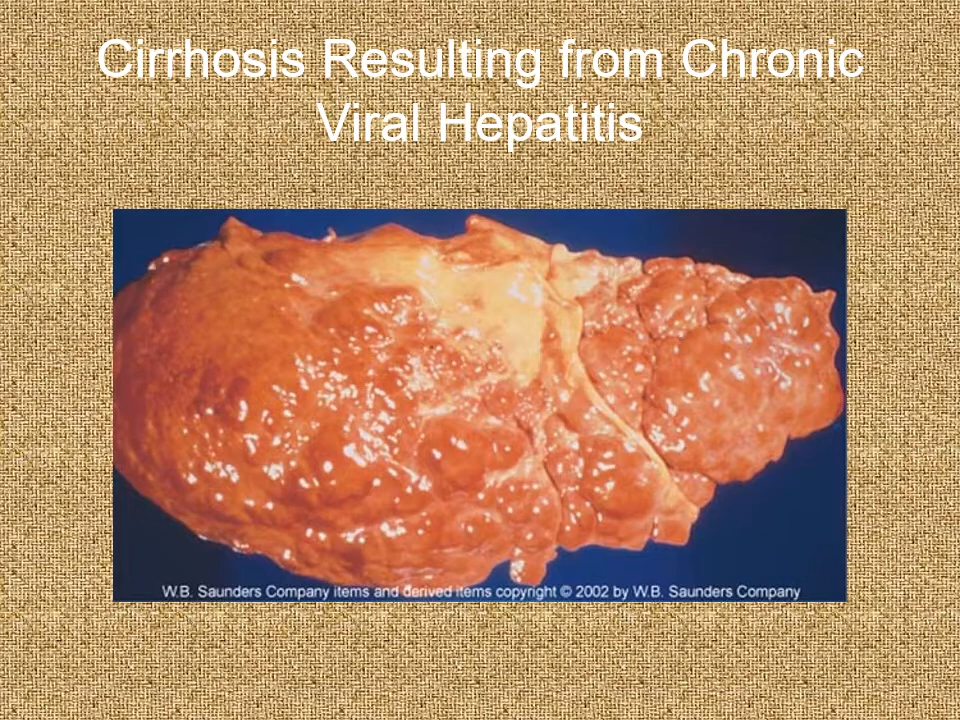 Cirrhosis Resulting from Chronic
Viral Hepatitis
W.B. Saunders Company items and derived items copyright © 2002 by W.B. Saunders Company